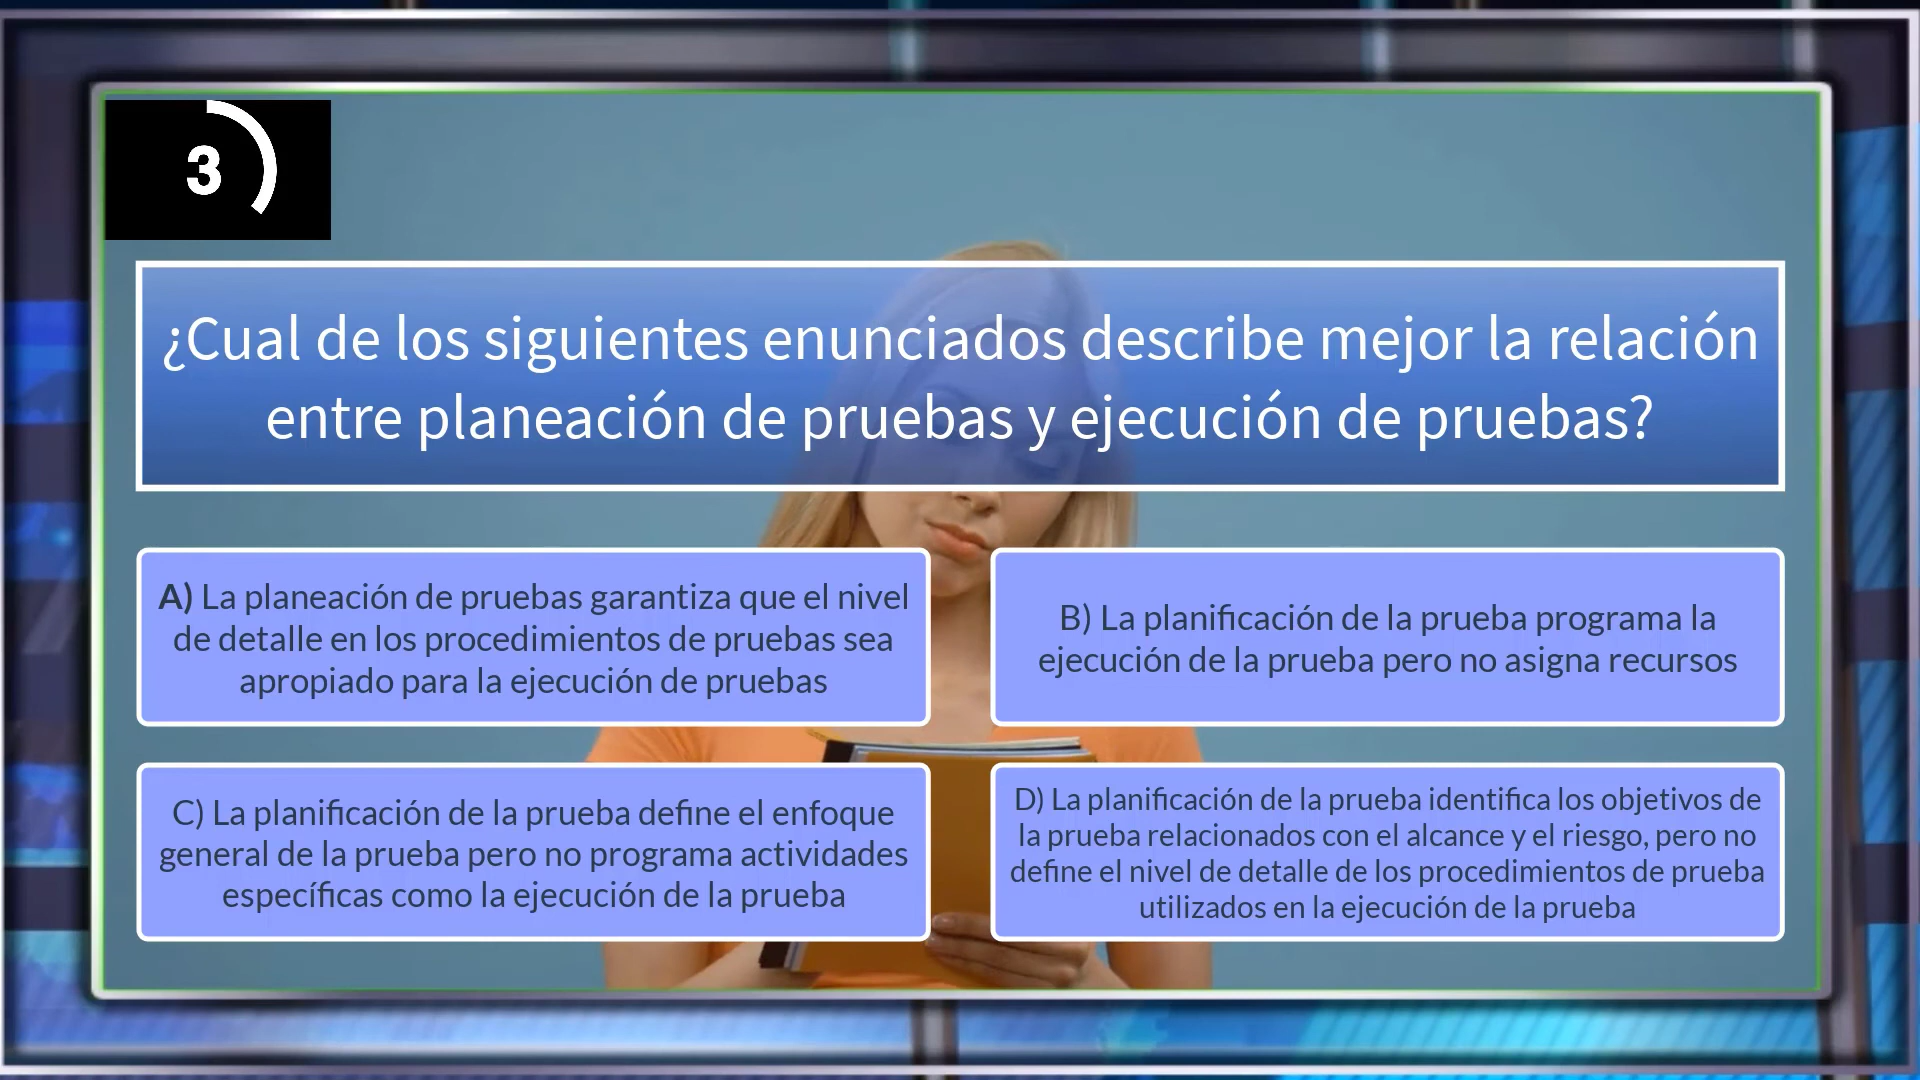 3
¿Cual de los siguientes enunciados describe mejor la relación
entre planeación de pruebas y ejecución de pruebas?
A) La planeación de pruebas garantiza que el nivel
de detalle en los procedimientos de pruebas sea
apropiado para la ejecución de pruebas
B) La planificación de la prueba programa la
ejecución de la prueba pero no asigna recursos
C) La planificación de la prueba define el enfoque
general de la prueba pero no programa actividades
específicas como la ejecución de la prueba
D) La planificación de la prueba identifica los objetivos de
la prueba relacionados con el alcance y el riesgo, pero no
define el nivel de detalle de los procedimientos de prueba
utilizados en la ejecución de la prueba